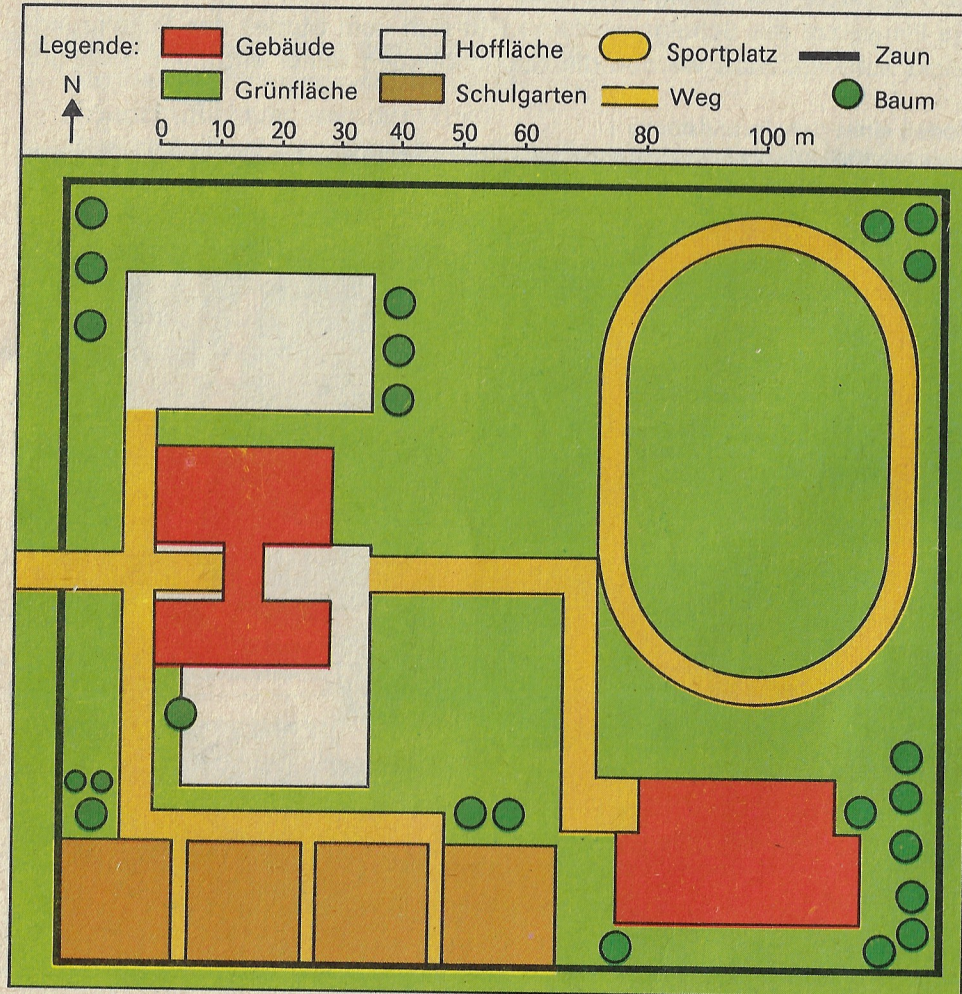 Legende: Gebäude Hoffläche Sportplatz Zaun
Grünfläche Schulgarten Weg Baum
N
0 10 20 30 40 50 60 80 100 m